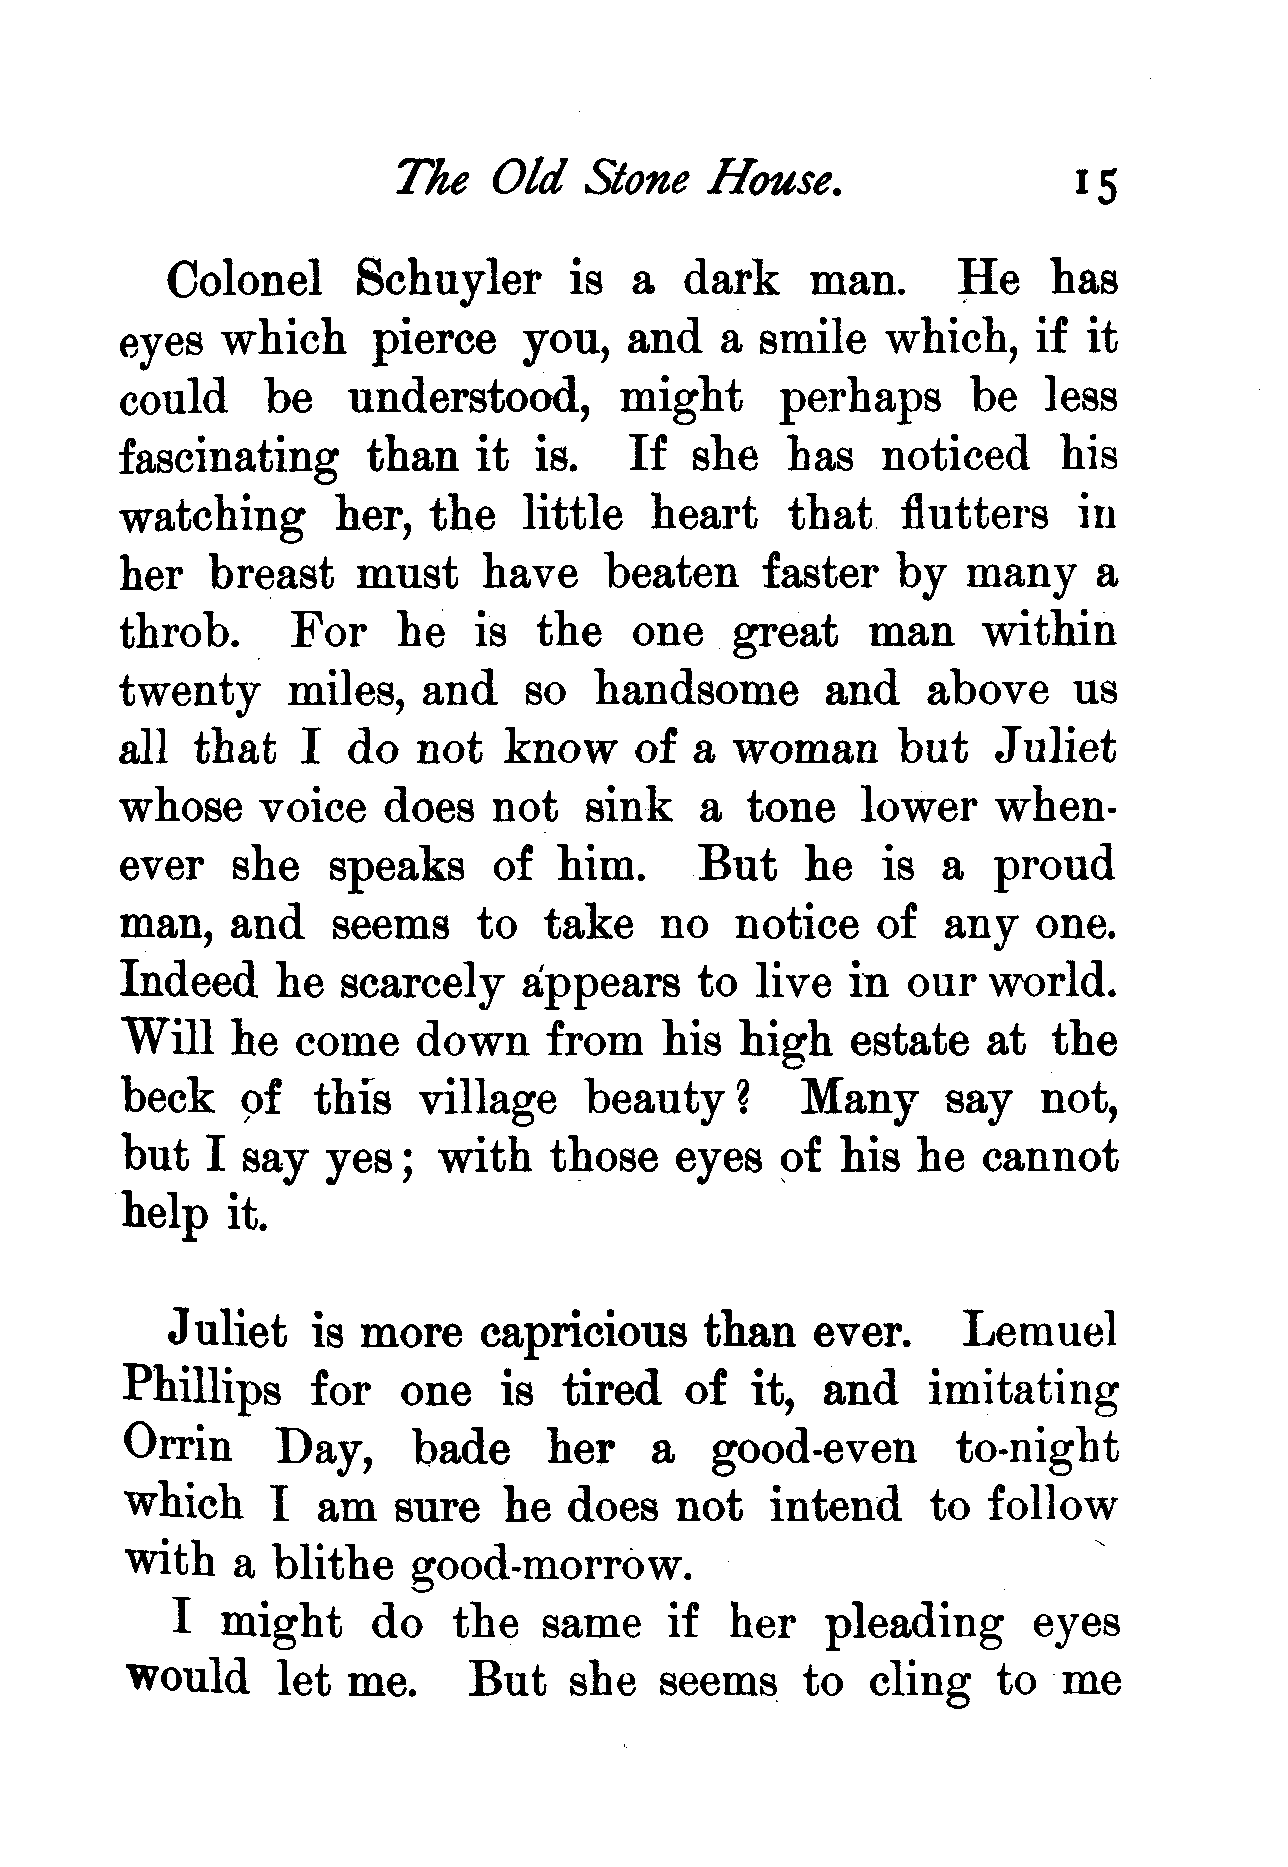 The Old Stone House. 15
Colonel Schuyler is a dark man. He has
eyes which pierce you, and a smile which, if it
could be understood, might perhaps be less
fascinating than it is. If she has noticed his
watching her, the little heart that flutters in
her breast must have beaten faster by many a
throb. For he is the one great man within
twenty miles, and so handsome and above us
all that I do not know of a woman but Juliet
whose voice does not sink a tone lower when-
ever she speaks of him. But he is a proud
man, and seems to take no notice of any one.
Indeed he scarcely appears to live in our world.
Will he come down from his high estate at the
beck of this village beauty? Many say not,
but I say yes; with those eyes of his he cannot
help it.
Juliet is more capricious than ever. Lemuel
Phillips for one is tired of it, and imitating
Orrin Day, bade her a good-even to-night
which I am sure he does not intend to follow
with a blithe good-morrow.
I might do the same if her pleading eyes
would let me. But she seems to cling to me